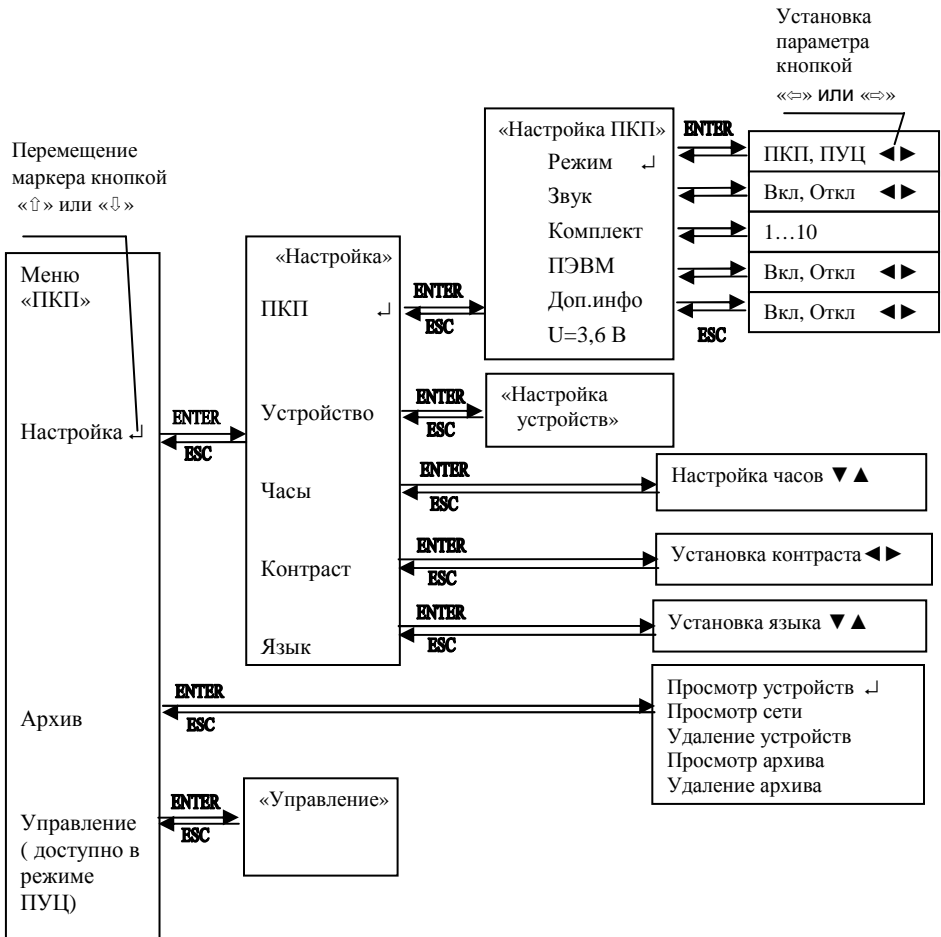 Установка
параметра
кнопкой
«⇦» или «⇨»
Перемещение
маркера кнопкой
«⇧» или «⇩»
Меню
«ПКП»
Настройка ↵
Архив
Управление
( доступно в
режиме
ПУЦ)
ENTER
ESC
«Настройка»
ПКП ↵
Устройство
Часы
Контраст
Язык
ENTER
ESC
«Настройка ПКП»
Режим ↵
Звук
Комплект
ПЭВМ
Доп.инфо
U=3,6 В
ENTER
ПКП, ПУЦ ◄►
Вкл, Откл ◄►
1…10
Вкл, Откл ◄►
Вкл, Откл ◄►
ESC
ENTER
ESC
«Настройка
устройств»
ENTER
ESC
Настройка часов ▼▲
ENTER
ESC
Установка контраста◄►
ENTER
ESC
Установка языка ▼▲
ENTER
ESC
Просмотр устройств ↵
Просмотр сети
Удаление устройств
Просмотр архива
Удаление архива
ENTER
ESC
«Управление»